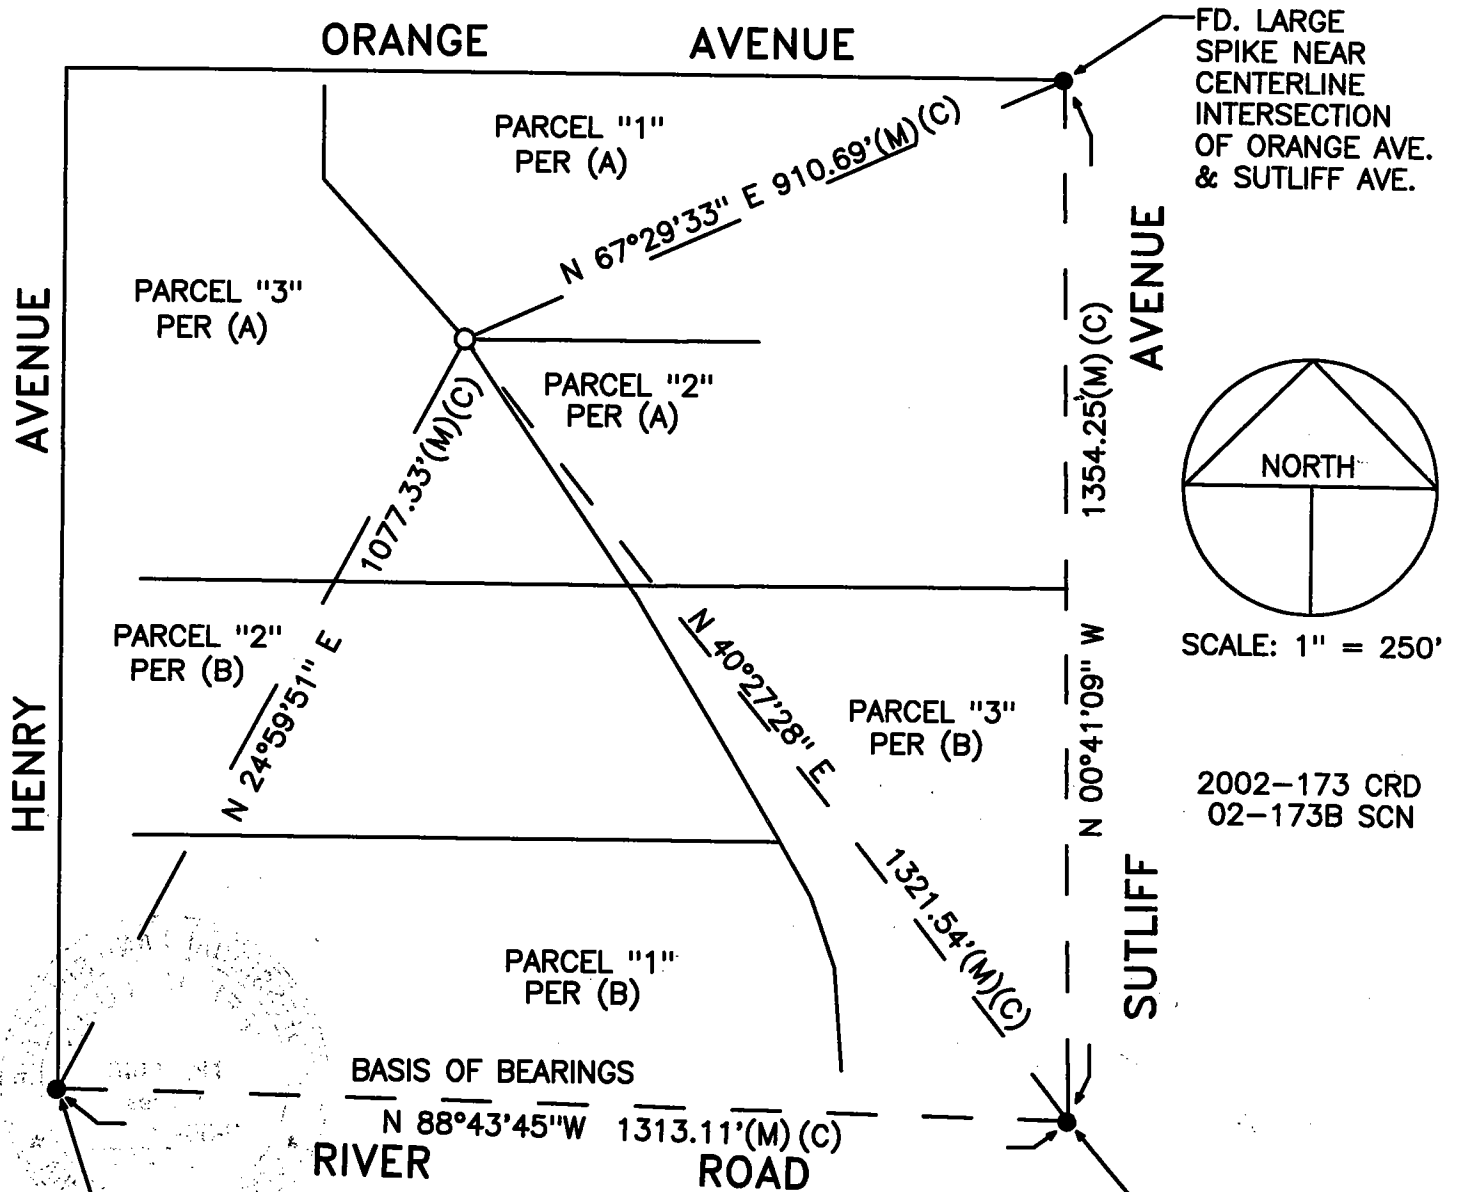 ORANGE AVENUE
FD. LARGE
SPIKE NEAR
CENTERLINE
INTERSECTION
OF ORANGE AVE.
& SUTLIFF AVE.
PARCEL "1"
PER (A)
N 67°29'33" E 910.69'(M)(C)
PARCEL "3"
PER (A)
HENRY AVENUE
PARCEL "2"
PER (A)
1354.25'(M)(C)
N 00°41'09" W
SUTLIFF AVENUE
NORTH
SCALE: 1" = 250'
N 24°59'51" E 1077.33'(M)(C)
PARCEL "2"
PER (B)
N 40°27'28" E 1321.54'(M)(C)
PARCEL "3"
PER (B)
2002-173 CRD
02-173B SCN
PARCEL "1"
PER (B)
BASIS OF BEARINGS
N 88°43'45"W 1313.11'(M)(C)
RIVER ROAD